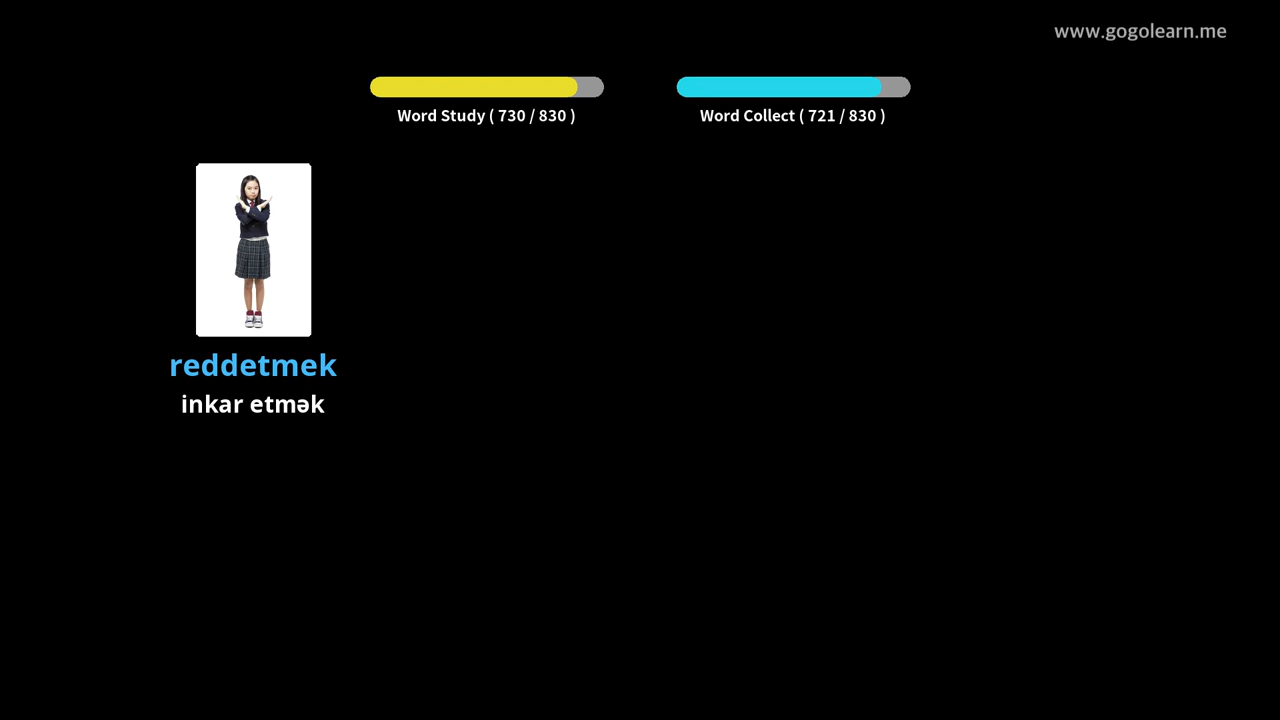 www.gogolearn.me
Word Study ( 730 / 830 )
Word Collect ( 721 / 830 )
reddetmek
inkar etmək